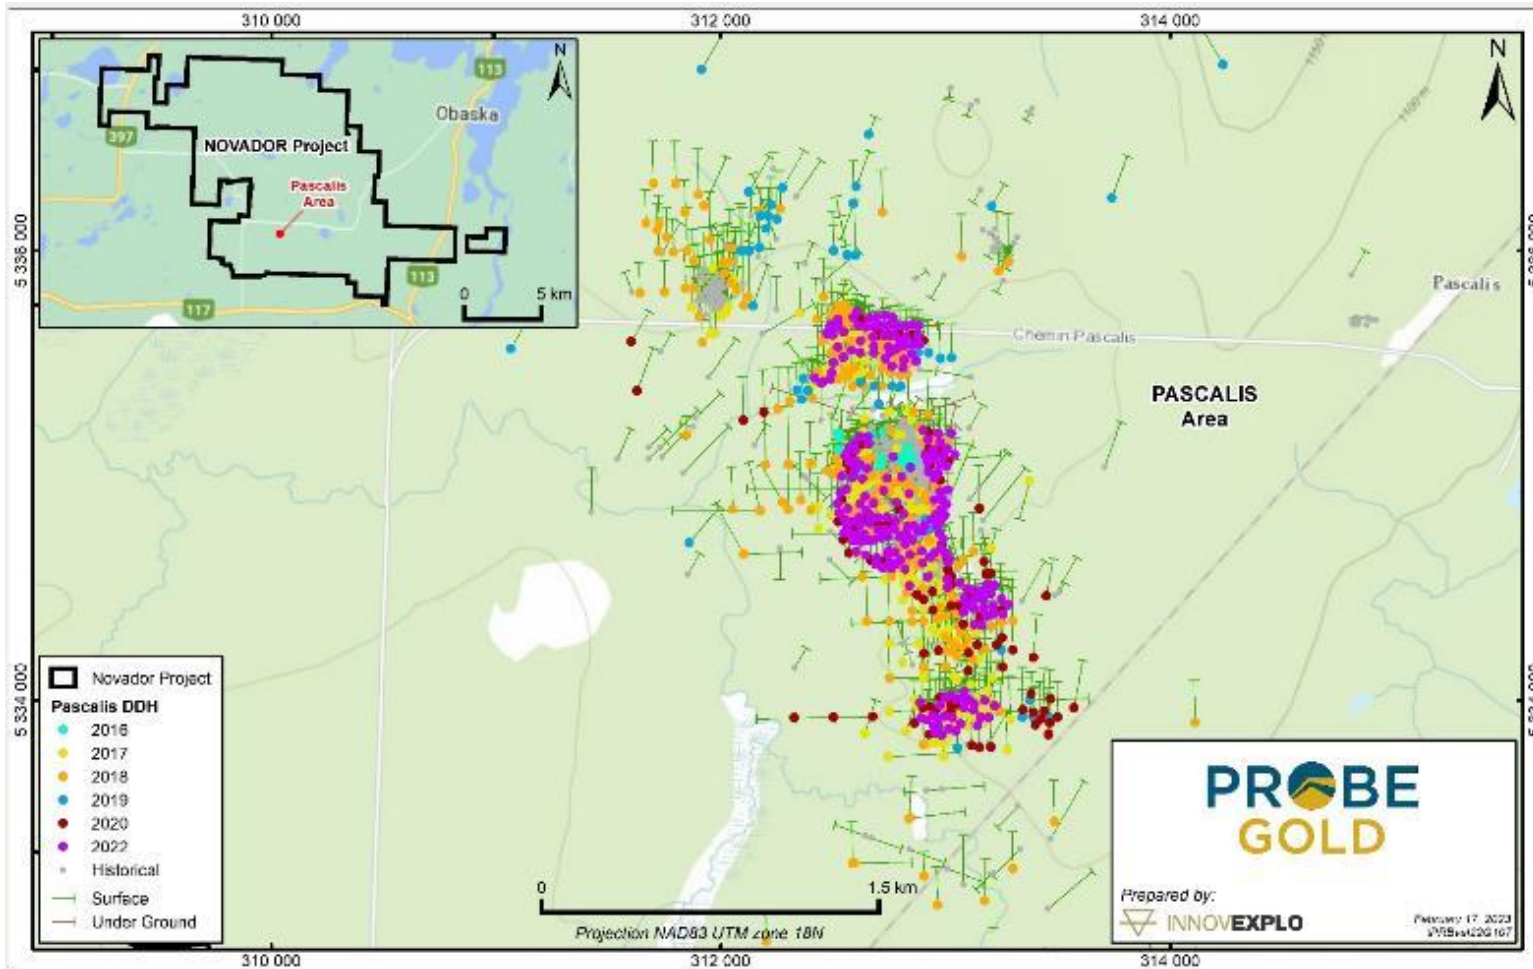 310 000
312 000
314 000
N
113
Obaska
397
NOVADOR Project
Pascalis
Area
113
0 5 km
117
N
5 336 000
Pascalis
Chemin Pascalis
PASCALIS
Area
Novador Project
Pascalis DDH
2016
2017
2018
2019
2020
2022
Historical
Surface
Under Ground
5 334 000
1100 m
0 1.5 km
Projection NAD83 UTM zone 18N
PROBE
GOLD
Prepared by:
INNOVEXPLO
February 17, 2023
310 000
312 000
314 000